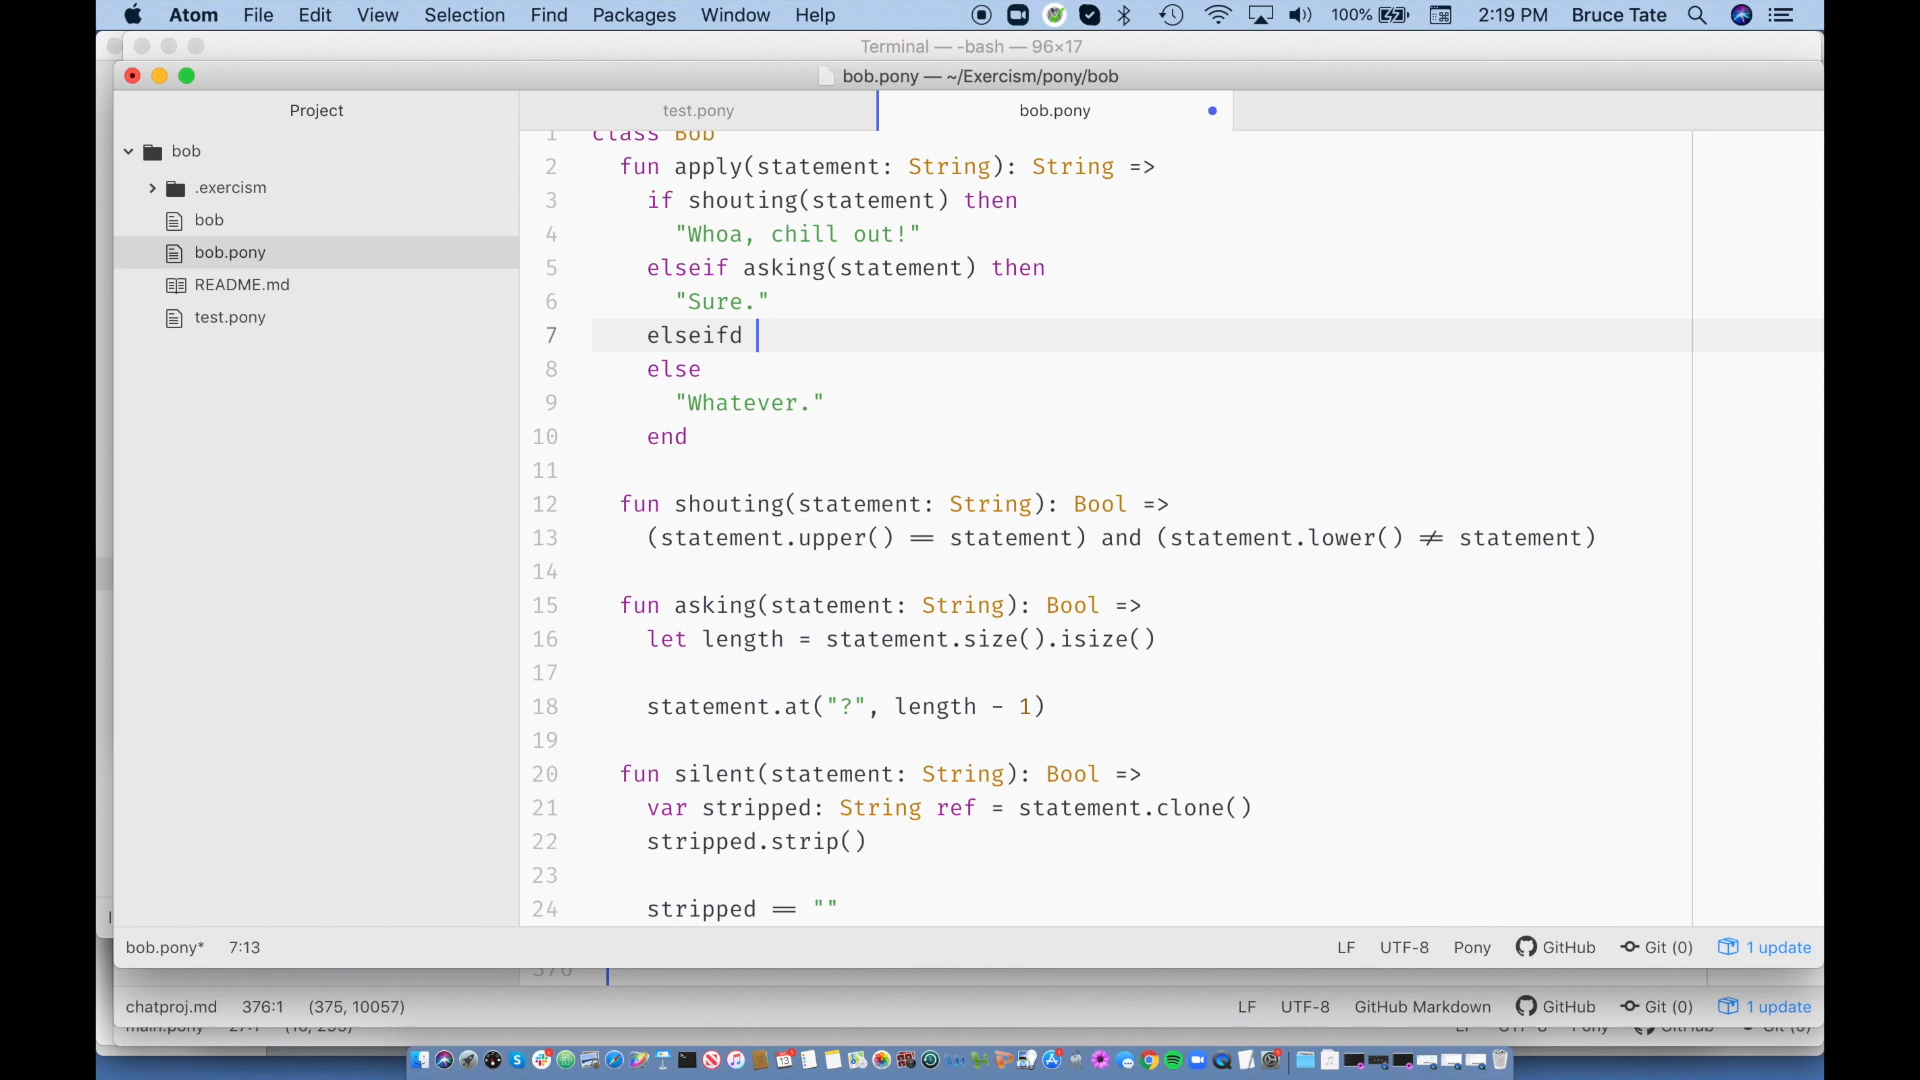 Atom File Edit View Selection Find Packages Window Help 100% 2:19 PM Bruce Tate
Terminal — -bash — 96×17
bob.pony — ~/Exercism/pony/bob
Project
test.pony
bob.pony
bob
.exercism
bob
bob.pony
README.md
test.pony
1 class Bob
2 fun apply(statement: String): String =>
3 if shouting(statement) then
4 "Whoa, chill out!"
5 elseif asking(statement) then
6 "Sure."
7 elseifd
8 else
9 "Whatever."
10 end
11
12 fun shouting(statement: String): Bool =>
13 (statement.upper() == statement) and (statement.lower() != statement)
14
15 fun asking(statement: String): Bool =>
16 let length = statement.size().isize()
17
18 statement.at("?", length - 1)
19
20 fun silent(statement: String): Bool =>
21 var stripped: String ref = statement.clone()
22 stripped.strip()
23
24 stripped == ""
bob.pony* 7:13 LF UTF-8 Pony GitHub Git (0) 1 update
376
chatproj.md 376:1 (375, 10057) LF UTF-8 GitHub Markdown GitHub Git (0) 1 update
main.pony